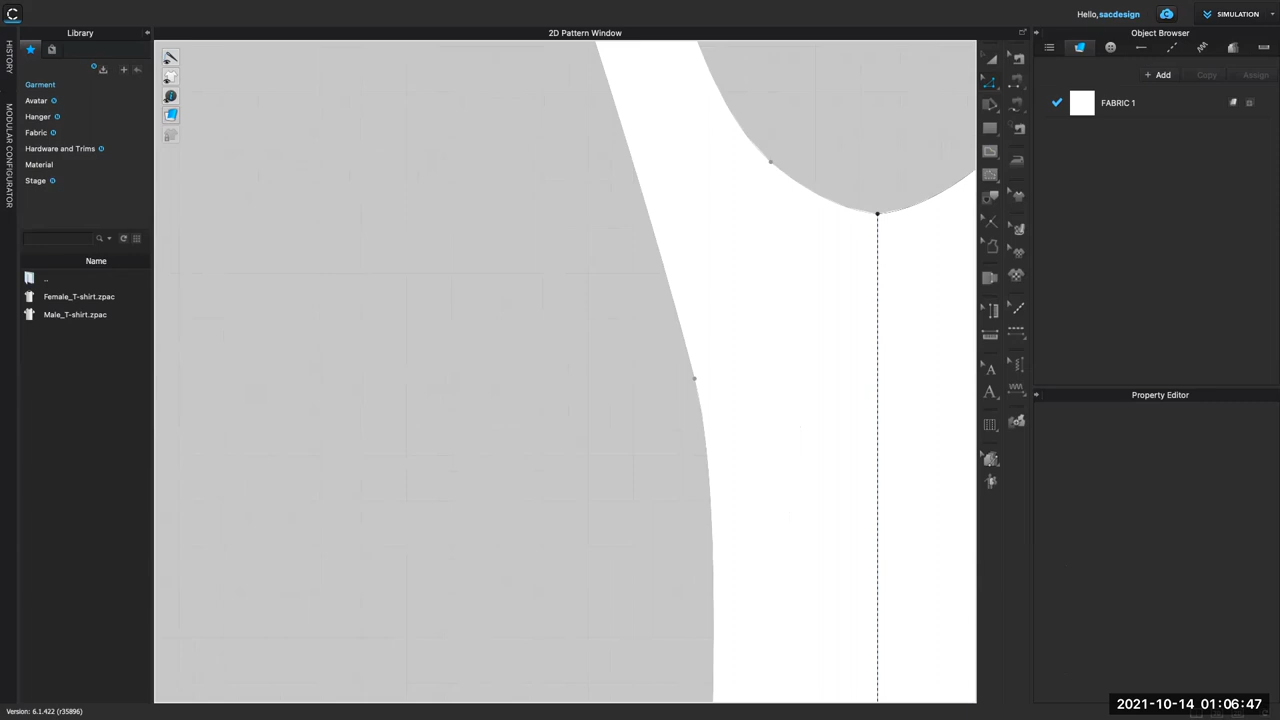 Hello,sacdesign
SIMULATION
Library
2D Pattern Window
Object Browser
HISTORY
MODULAR CONFIGURATOR
Garment
Avatar
Hanger
Fabric
Hardware and Trims
Material
Stage
Name
..
Female_T-shirt.zpac
Male_T-shirt.zpac
+ Add
Copy
Assign
FABRIC 1
Property Editor
A
A
Version: 6.1.422 (r35896)
2021-10-14 01:06:47